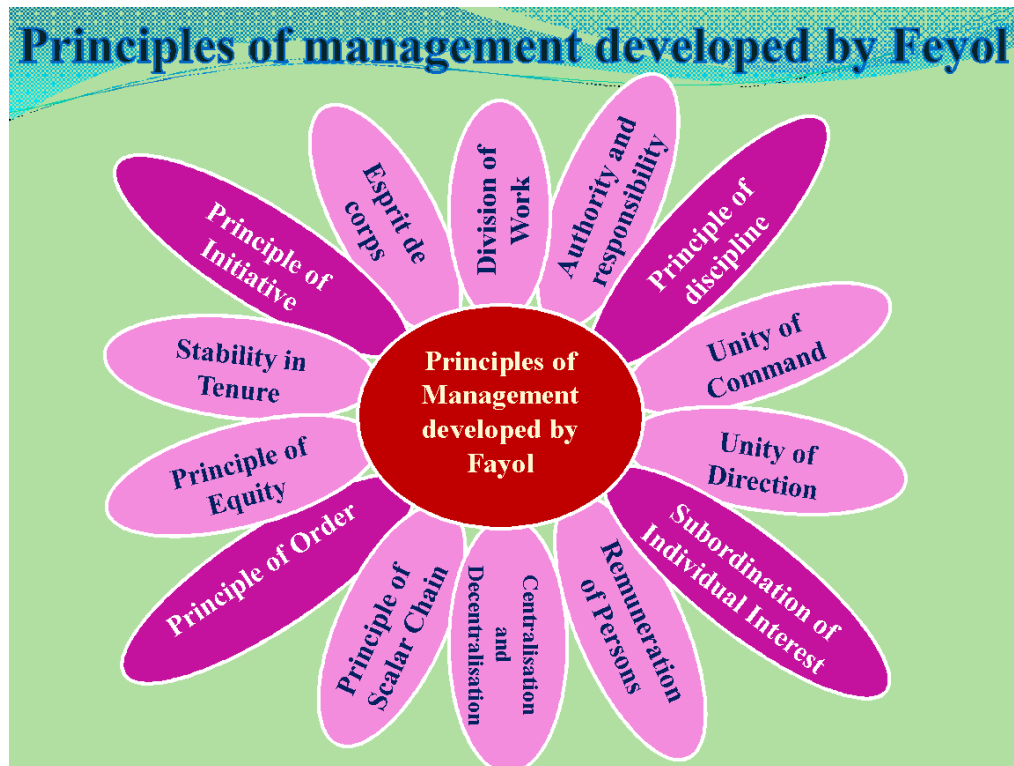 Principles of management developed by Feyol
Division of
Work
Authority and
responsibility
Principle of
discipline
Unity of
Command
Unity of
Direction
Subordination of
Individual Interest
Remuneration
of Persons
Centralisation
and
Decentralisation
Principle of
Scalar Chain
Principle of Order
Principle of
Equity
Stability in
Tenure
Principle of
Initiative
Esprit de
corps
Principles of
Management
developed by
Fayol